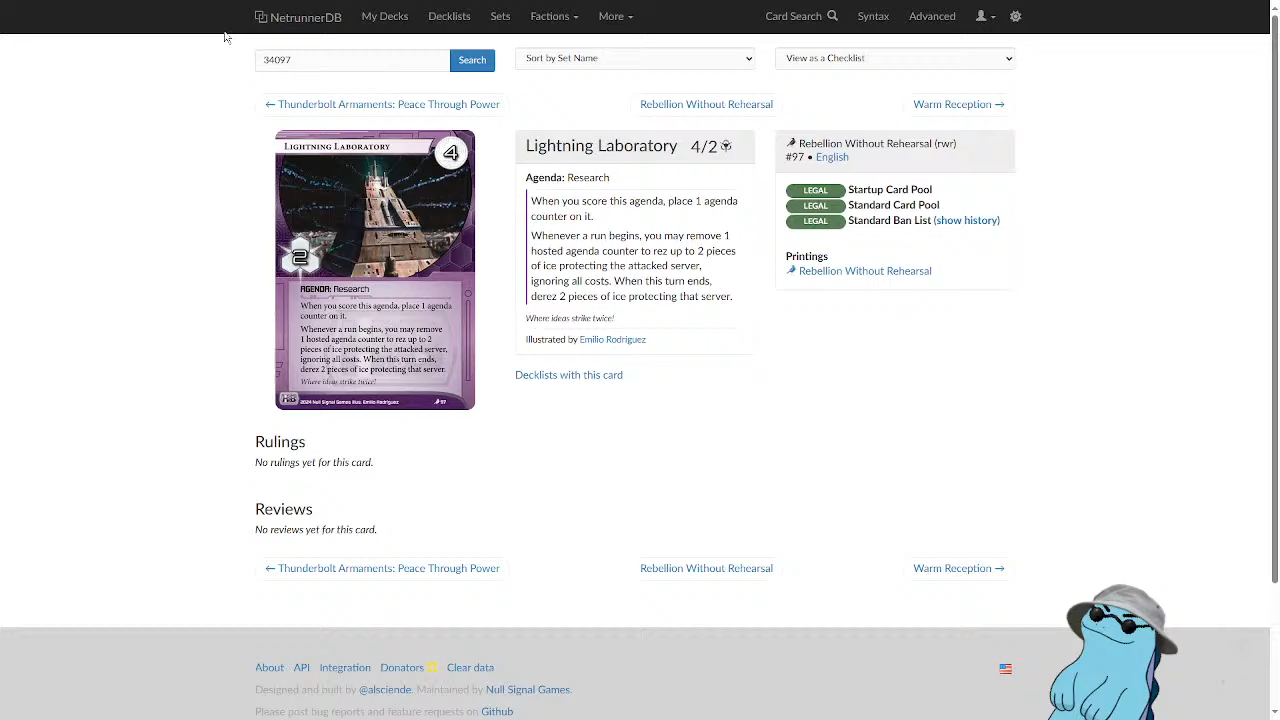 NetrunnerDB My Decks Decklists Sets Factions More Card Search Syntax Advanced
34097 Search Sort by Set Name View as a Checklist
← Thunderbolt Armaments: Peace Through Power Rebellion Without Rehearsal Warm Reception →
Lightning Laboratory
4
2
AGENDA: Research
When you score this agenda, place 1 agenda
counter on it.
Whenever a run begins, you may remove
1 hosted agenda counter to rez up to 2
pieces of ice protecting the attacked server,
ignoring all costs. When this turn ends,
derez 2 pieces of ice protecting that server.
Where ideas strike twice!
2024 Null Signal Games Illus. Emilio Rodríguez 97
Lightning Laboratory 4/2
Agenda: Research
When you score this agenda, place 1 agenda
counter on it.
Whenever a run begins, you may remove 1
hosted agenda counter to rez up to 2 pieces
of ice protecting the attacked server,
ignoring all costs. When this turn ends,
derez 2 pieces of ice protecting that server.
Where ideas strike twice!
Illustrated by Emilio Rodríguez
Decklists with this card
Rebellion Without Rehearsal (rwr)
#97 • English
LEGAL Startup Card Pool
LEGAL Standard Card Pool
LEGAL Standard Ban List (show history)
Printings
Rebellion Without Rehearsal
Rulings
No rulings yet for this card.
Reviews
No reviews yet for this card.
← Thunderbolt Armaments: Peace Through Power Rebellion Without Rehearsal Warm Reception →
About API Integration Donators Clear data
Designed and built by @alsciende. Maintained by Null Signal Games.
Please post bug reports and feature requests on Github